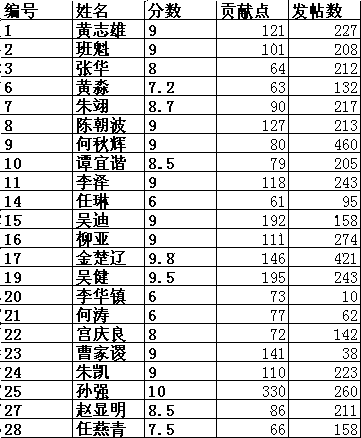 编号 姓名 分数 贡献点 发帖数
1 黄志雄 9 121 227
2 班魁 9 101 208
3 张华 8 64 212
6 黄淼 7.2 63 132
7 朱翊 8.7 90 217
8 陈朝波 9 127 213
9 何秋辉 9 80 460
10 谭宜谐 8.5 79 205
11 李泽 9 118 243
14 任琳 6 61 95
15 吴迪 9 192 158
16 柳亚 9 111 274
17 金楚辽 9.8 146 421
19 吴健 9.5 195 243
20 李华镇 6 73 10
21 何涛 6 77 62
22 宫庆良 8 72 142
23 曹家谡 9 141 38
24 朱凯 9 110 223
25 孙强 10 330 260
27 赵显明 8.5 86 211
28 任燕青 7.5 66 158